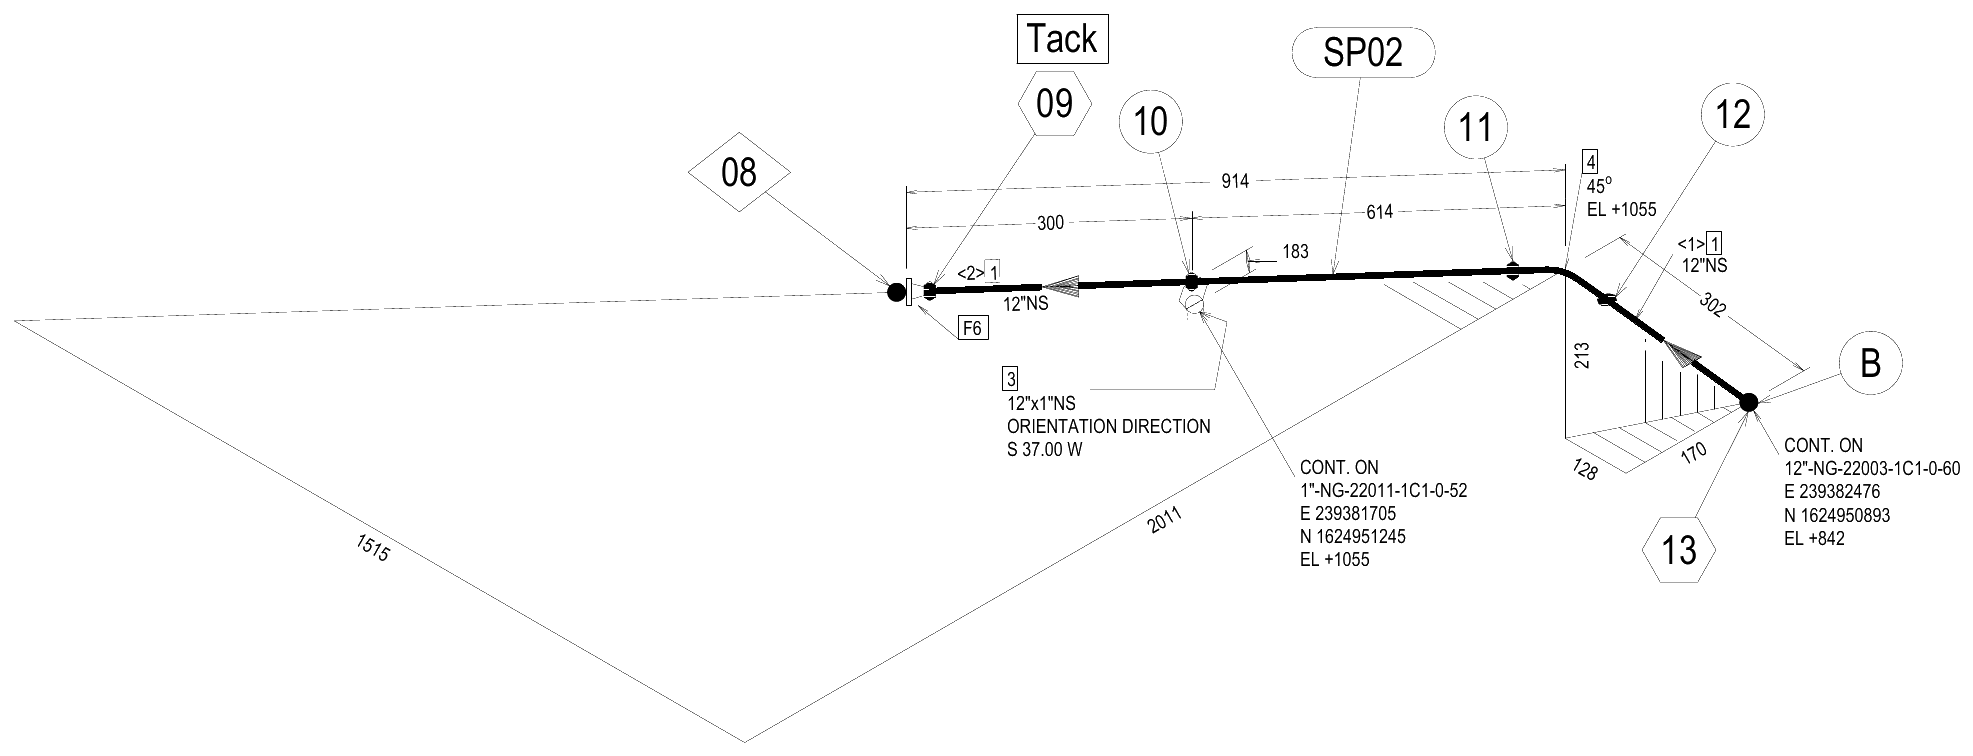 Tack
SP02
09
10
11
12
08
914
4
45°
EL +1055
614
300
<1>1
12"NS
183
<2>1
12"NS
302
F6
213
B
3
12"x1"NS
ORIENTATION DIRECTION
S 37.00 W
CONT. ON
12"-NG-22003-1C1-0-60
E 239382476
N 1624950893
EL +842
170
128
CONT. ON
1"-NG-22011-1C1-0-52
E 239381705
N 1624951245
EL +1055
2011
1515
13